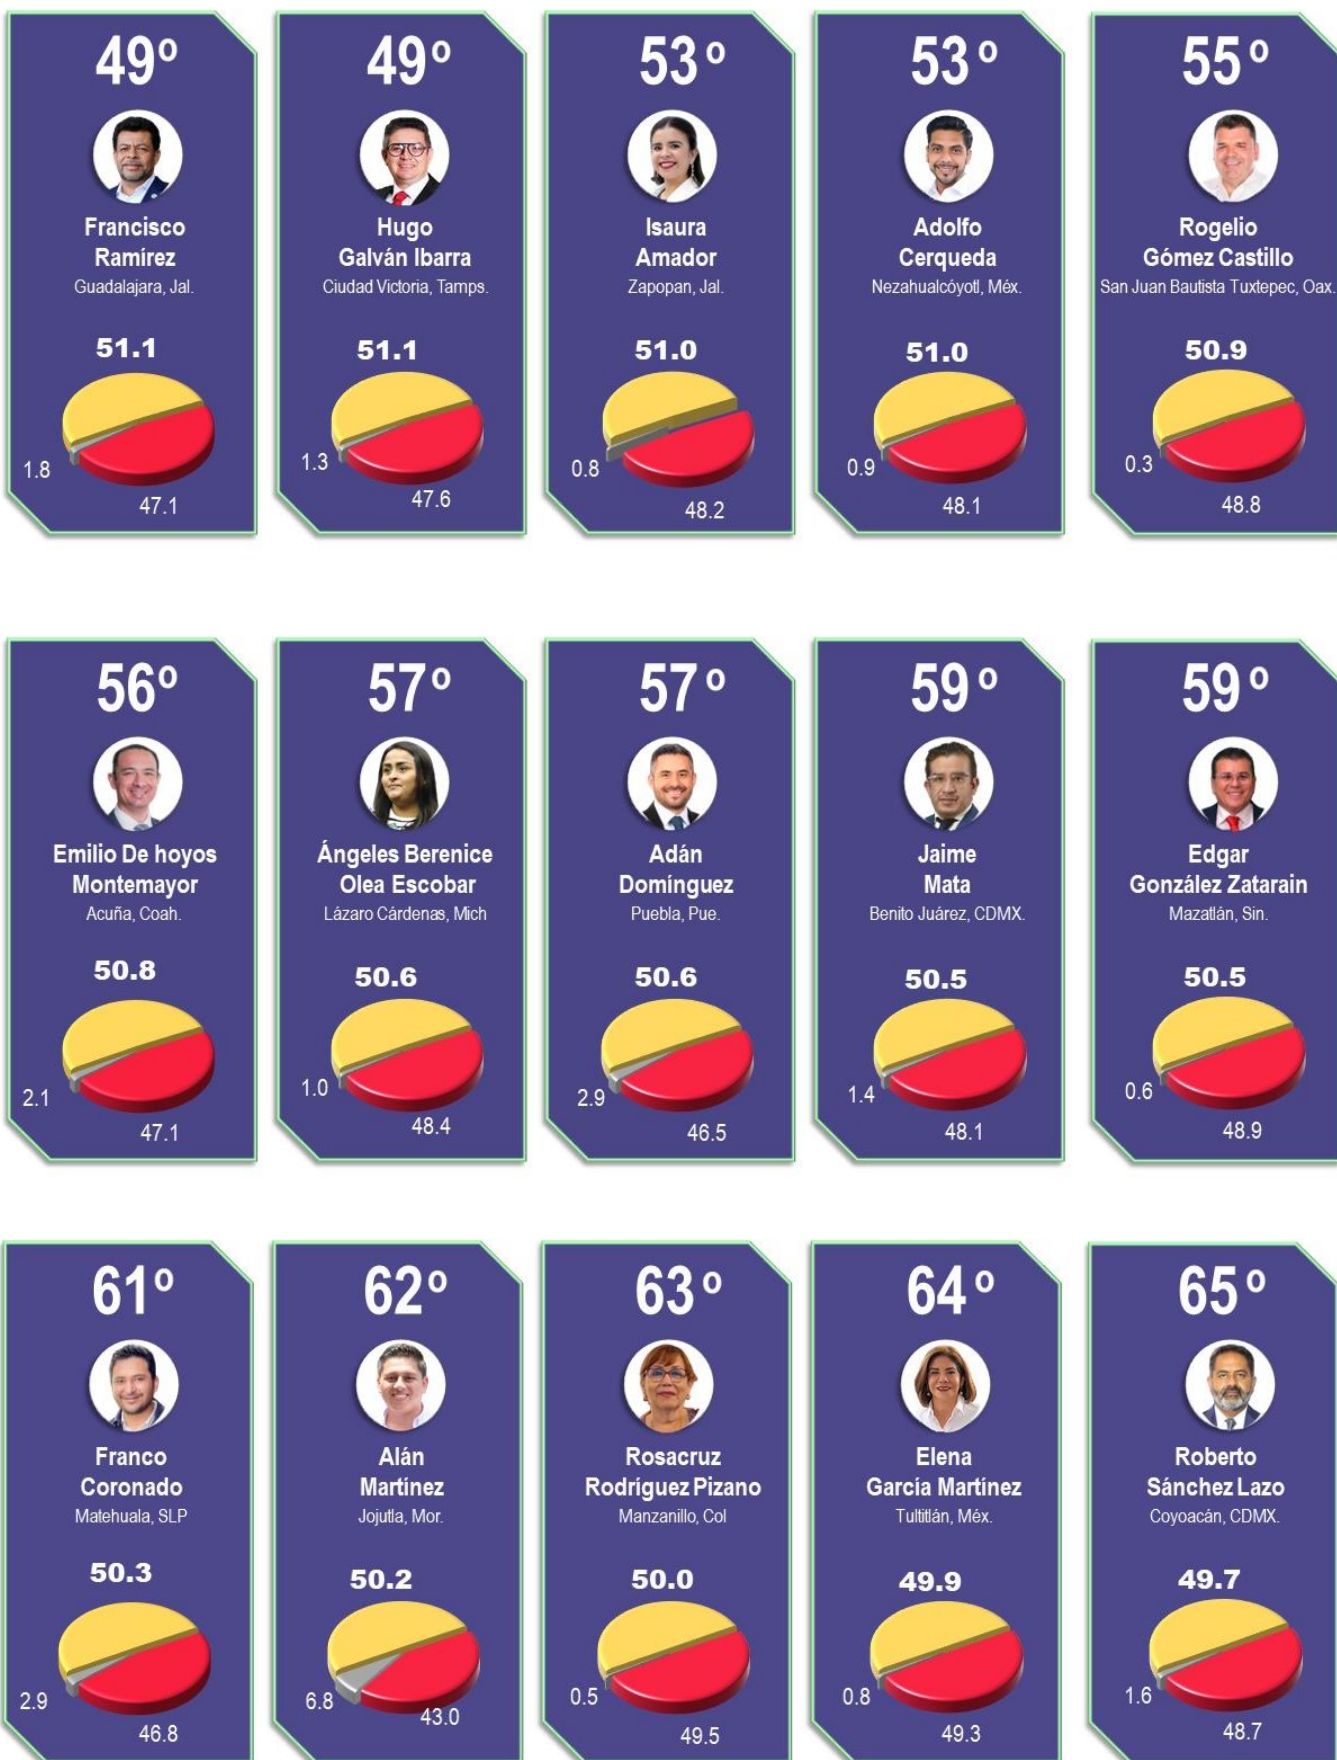 49º
Francisco
Ramírez
Guadalajara, Jal.
51.1
1.8
47.1
49º
Hugo
Galván Ibarra
Ciudad Victoria, Tamps.
51.1
1.3
47.6
53º
Isaura
Amador
Zapopan, Jal.
51.0
0.8
48.2
53º
Adolfo
Cerqueda
Nezahualcóyotl, Méx.
51.0
0.9
48.1
55º
Rogelio
Gómez Castillo
San Juan Bautista Tuxtepec, Oax.
50.9
0.3
48.8
56º
Emilio De hoyos
Montemayor
Acuña, Coah.
50.8
2.1
47.1
57º
Ángeles Berenice
Olea Escobar
Lázaro Cárdenas, Mich
50.6
1.0
48.4
57º
Adán
Domínguez
Puebla, Pue.
50.6
2.9
46.5
59º
Jaime
Mata
Benito Juárez, CDMX.
50.5
1.4
48.1
59º
Edgar
González Zatarain
Mazatlán, Sin.
50.5
0.6
48.9
61º
Franco
Coronado
Matehuala, SLP
50.3
2.9
46.8
62º
Alán
Martínez
Jojutla, Mor.
50.2
6.8
43.0
63º
Rosacruz
Rodríguez Pizano
Manzanillo, Col
50.0
0.5
49.5
64º
Elena
García Martínez
Tultitlán, Méx.
49.9
0.8
49.3
65º
Roberto
Sánchez Lazo
Coyoacán, CDMX.
49.7
1.6
48.7